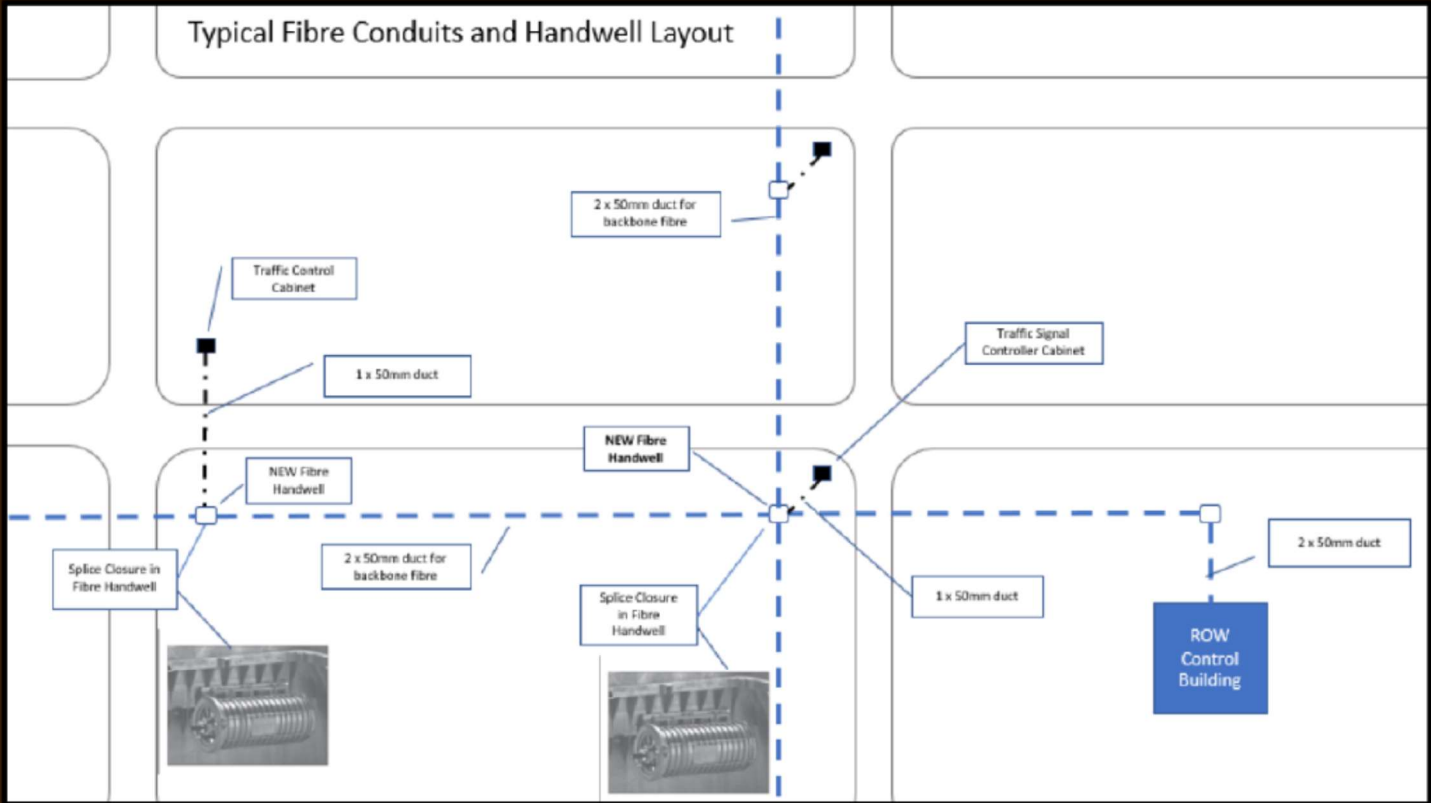 Typical Fibre Conduits and Handwell Layout
2 x 50mm duct for
backbone fibre
Traffic Control
Cabinet
Traffic Signal
Controller Cabinet
1 x 50mm duct
NEW Fibre
Handwell
NEW Fibre
Handwell
2 x 50mm duct
2 x 50mm duct for
backbone fibre
Splice Closure in
Fibre Handwell
1 x 50mm duct
Splice Closure
in Fibre
Handwell
ROW
Control
Building